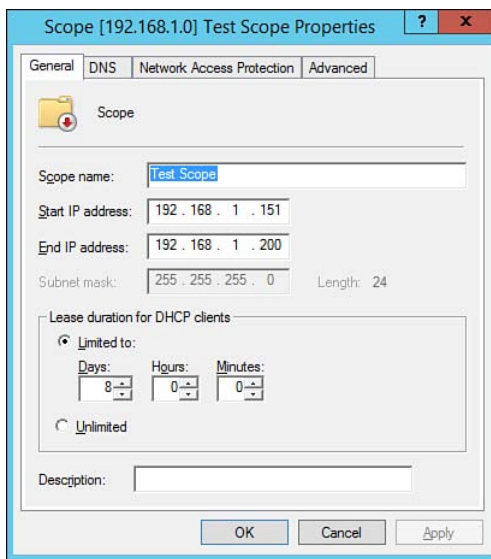 Scope [192.168.1.0] Test Scope Properties ? x
General DNS Network Access Protection Advanced
Scope
Scope name: Test Scope
Start IP address: 192 . 168 . 1 . 151
End IP address: 192 . 168 . 1 . 200
Subnet mask: 255 . 255 . 255 . 0 Length: 24
Lease duration for DHCP clients
Limited to:
Days: Hours: Minutes:
8 0 0
Unlimited
Description:
OK Cancel Apply